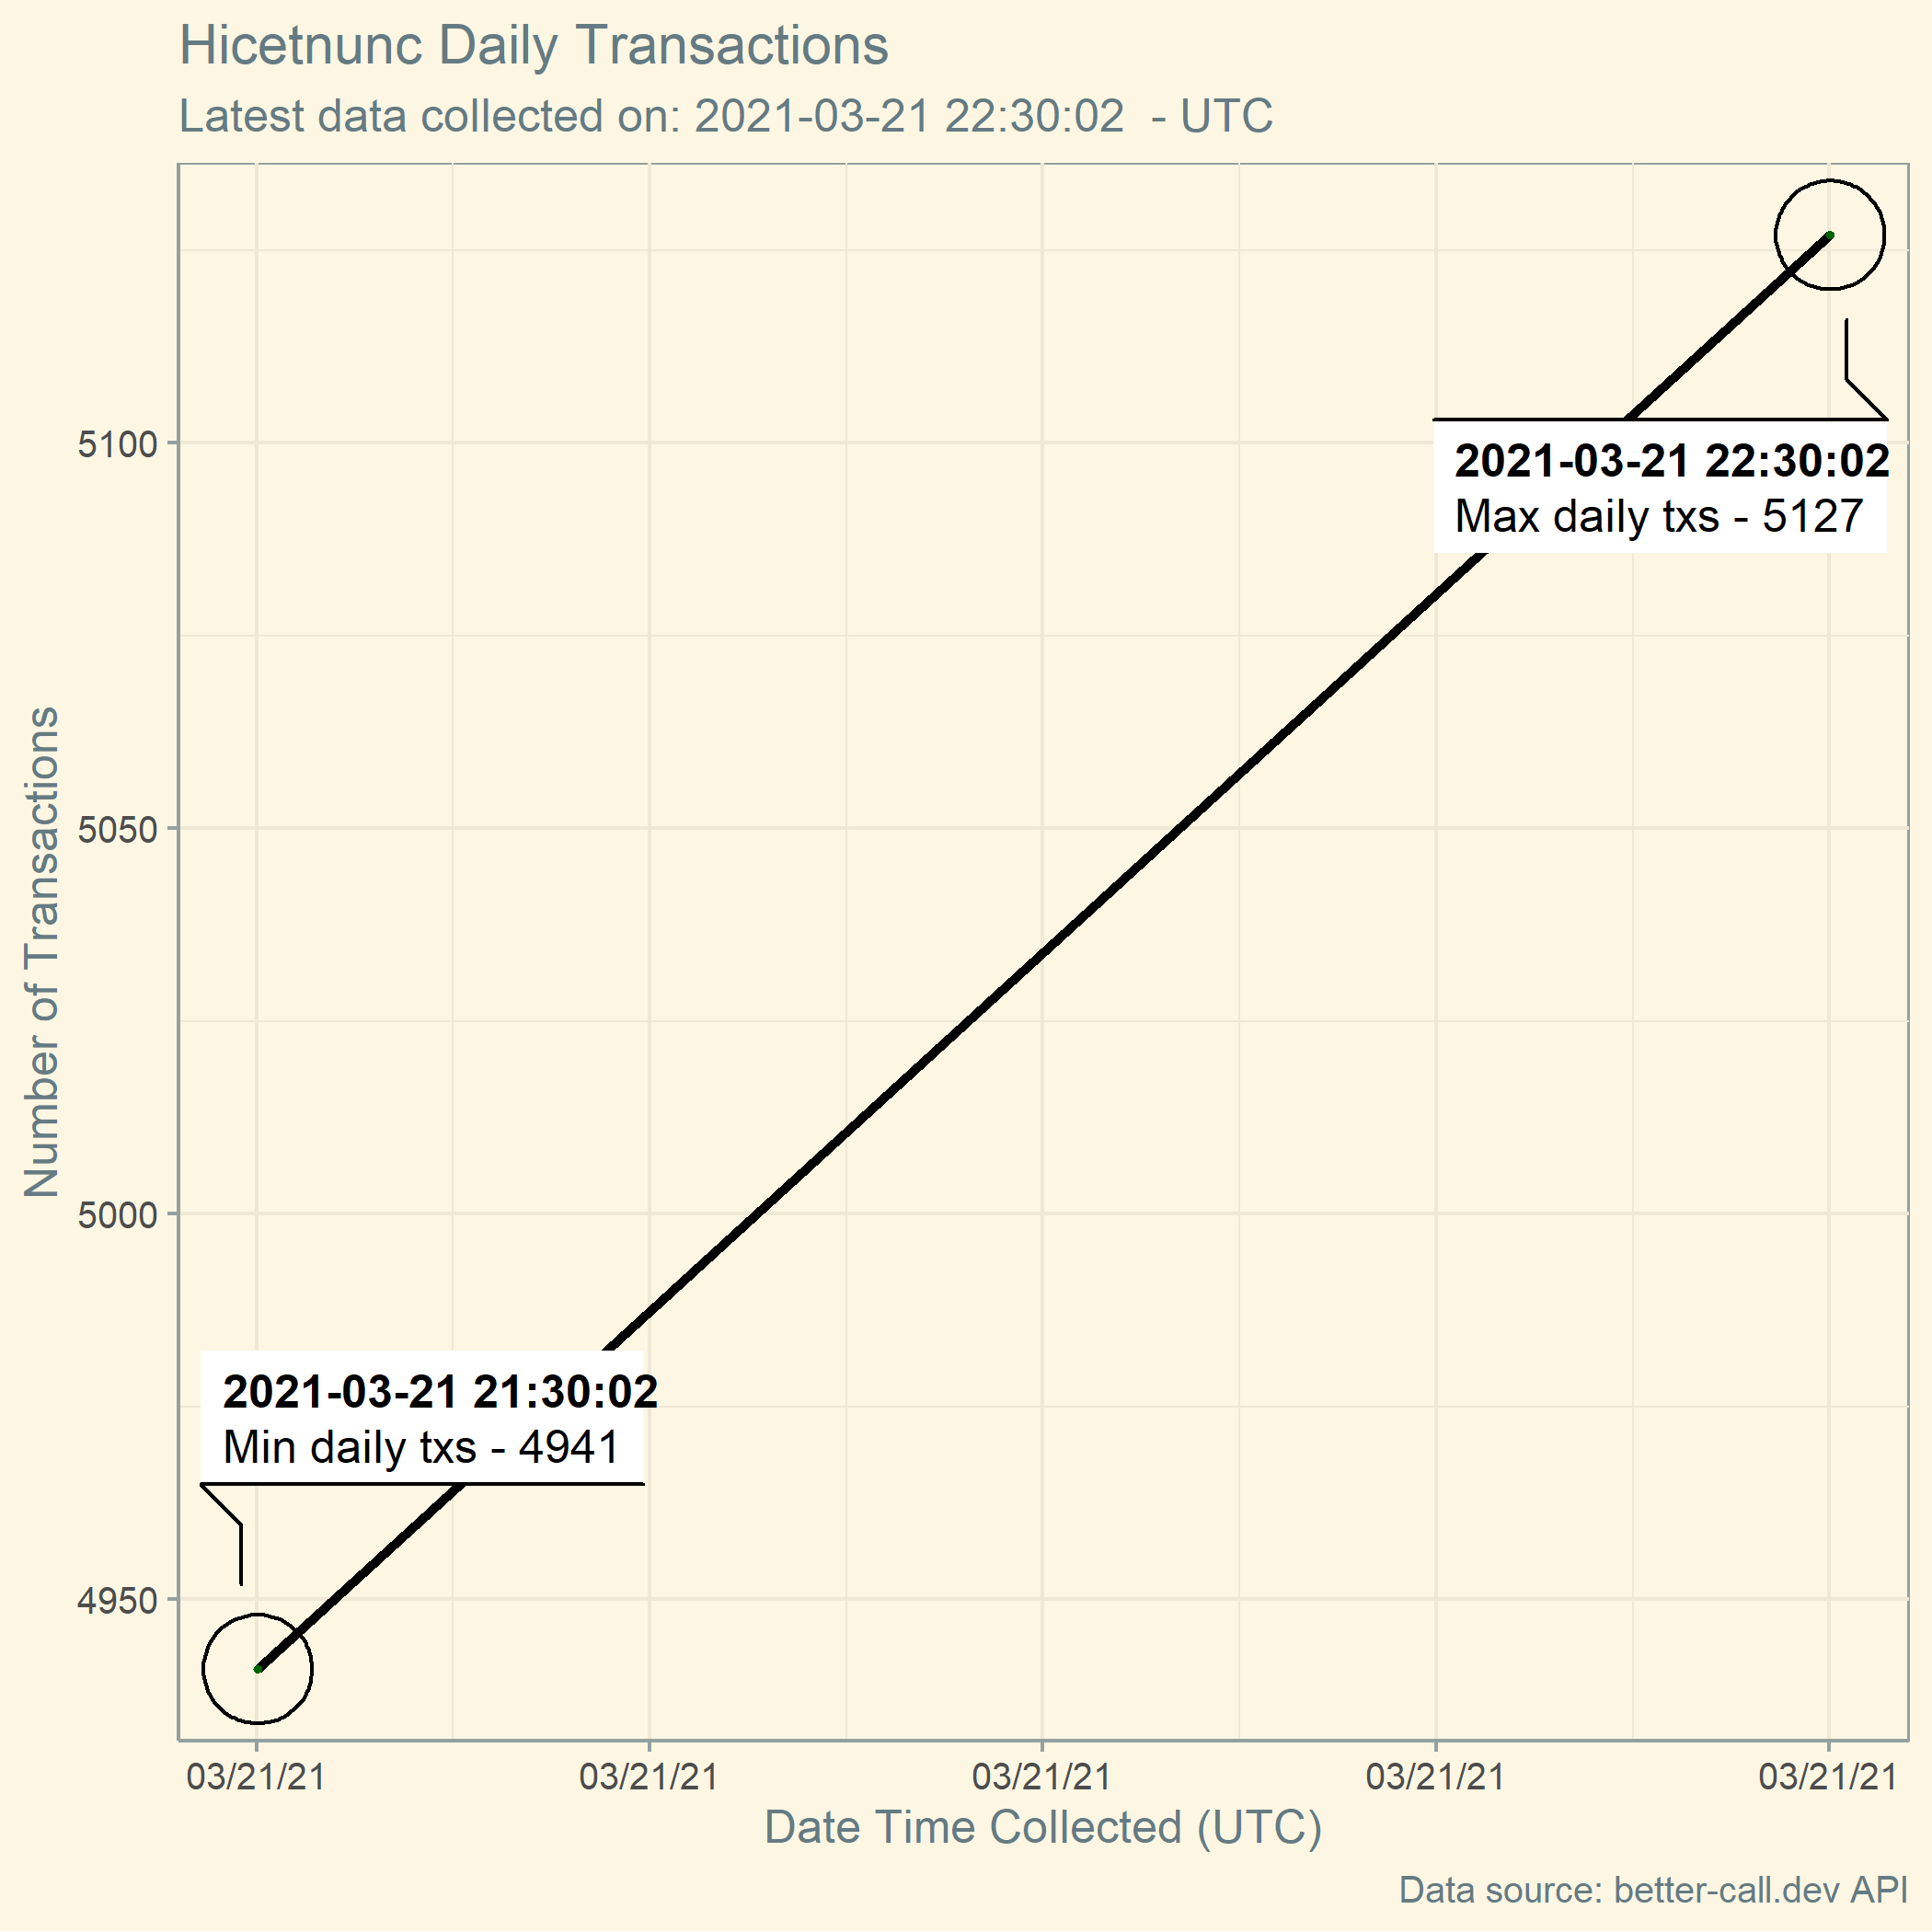 Hicetnunc Daily Transactions
Latest data collected on: 2021-03-21 22:30:02  - UTC
Number of Transactions
5100
5050
5000
4950
2021-03-21 22:30:02
Max daily txs - 5127
2021-03-21 21:30:02
Min daily txs - 4941
03/21/21 03/21/21 03/21/21 03/21/21 03/21/21
Date Time Collected (UTC)
Data source: better-call.dev API